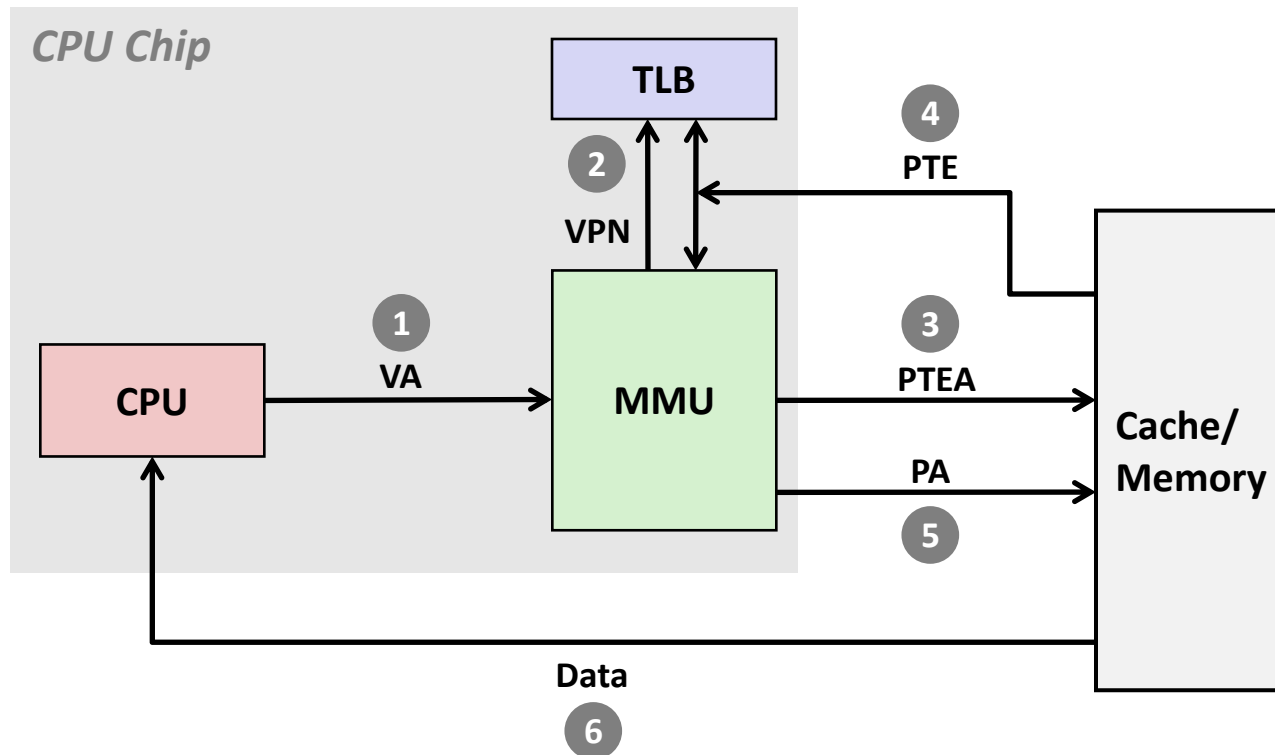 CPU Chip
TLB
4
PTE
2
VPN
1
VA
3
PTEA
CPU
MMU
Cache/
Memory
PA
5
Data
6